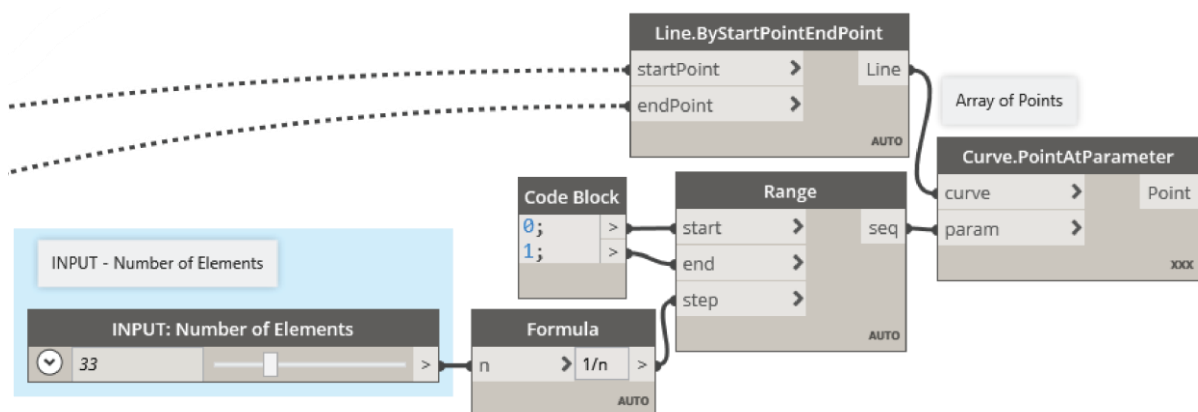 Line.ByStartPointEndPoint
startPoint > Line
endPoint >
AUTO
Array of Points
Curve.PointAtParameter
curve > Point
param >
xxx
Code Block
0; >
1; >
Range
start > seq
end >
step >
AUTO
INPUT - Number of Elements
INPUT: Number of Elements
33 >
Formula
n > 1/n >
AUTO